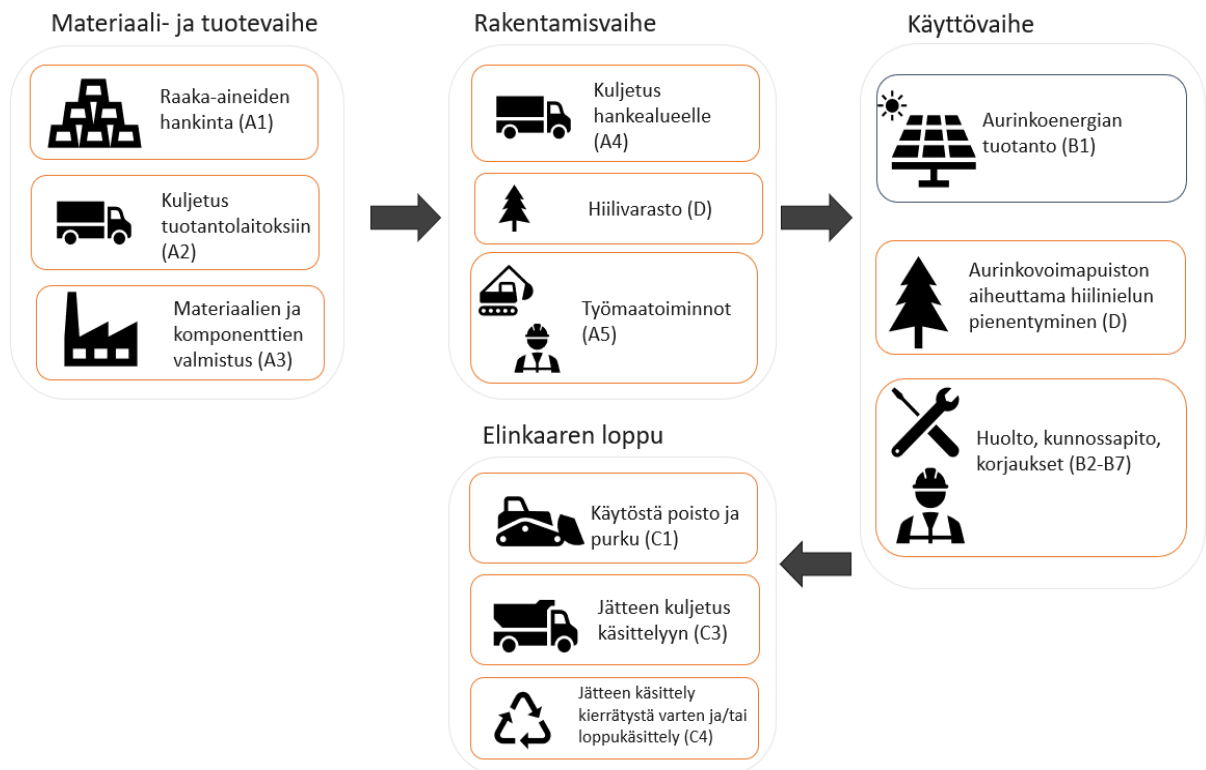 Materiaali- ja tuotevaihe
Raaka-aineiden
hankinta (A1)
Kuljetus
tuotantolaitoksiin
(A2)
Materiaalien ja
komponenttien
valmistus (A3)
Rakentamisvaihe
Kuljetus
hankealueelle
(A4)
Hiilivarasto (D)
Työmaatoiminnot
(A5)
Käyttövaihe
Aurinkoenergian
tuotanto (B1)
Aurinkovoimapuiston
aiheuttama hiilinielun
pienentyminen (D)
Huolto, kunnossapito,
korjaukset (B2-B7)
Elinkaaren loppu
Käytöstä poisto ja
purku (C1)
Jätteen kuljetus
käsittelyyn (C3)
Jätteen käsittely
kierrätystä varten ja/tai
loppukäsittely (C4)